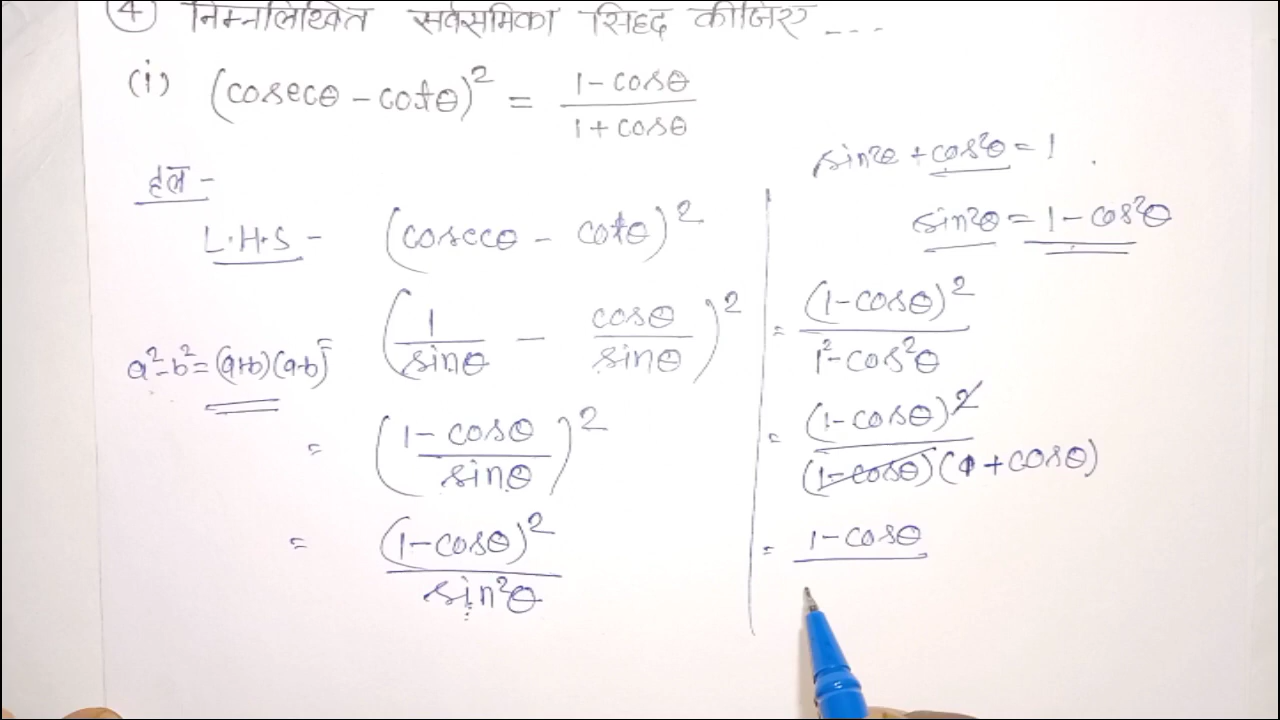 ④ निम्नलिखित सर्वसमिका सिद्ध कीजिए ---
(i) (cosecθ - cotθ)² = (1 - cosθ)/(1 + cosθ)
हल -
L.H.S - (cosecθ - cotθ)²
(1/sinθ - cosθ/sinθ)²
a² - b² = (a+b)(a-b)
= ((1 - cosθ)/sinθ)²
= (1 - cosθ)²/sin²θ
sin²θ + cos²θ = 1
sin²θ = 1 - cos²θ
= (1 - cosθ)²/(1² - cos²θ)
= (1 - cosθ)²/((1 - cosθ)(1 + cosθ))
= 1 - cosθ